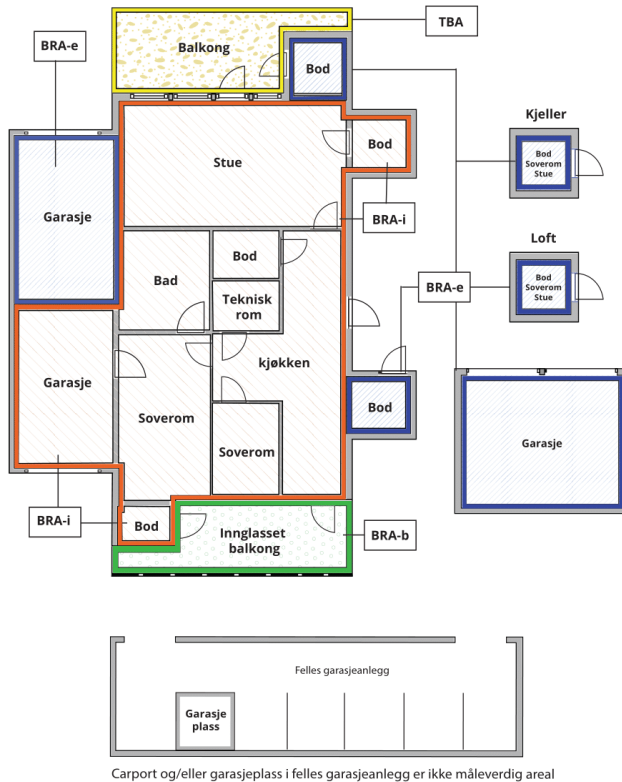 TBA
BRA-e
Balkong
Bod
Kjeller
Bod
Soverom
Stue
Bod
Stue
Garasje
BRA-i
Loft
Bod
Soverom
Stue
Bod
Bad
BRA-e
Teknisk
rom
kjøkken
Garasje
Bod
Soverom
Garasje
Soverom
BRA-i
Bod
Innglasset
balkong
BRA-b
Felles garasjeanlegg
Garasje
plass
Carport og/eller garasjeplass i felles garasjeanlegg er ikke måleverdig areal